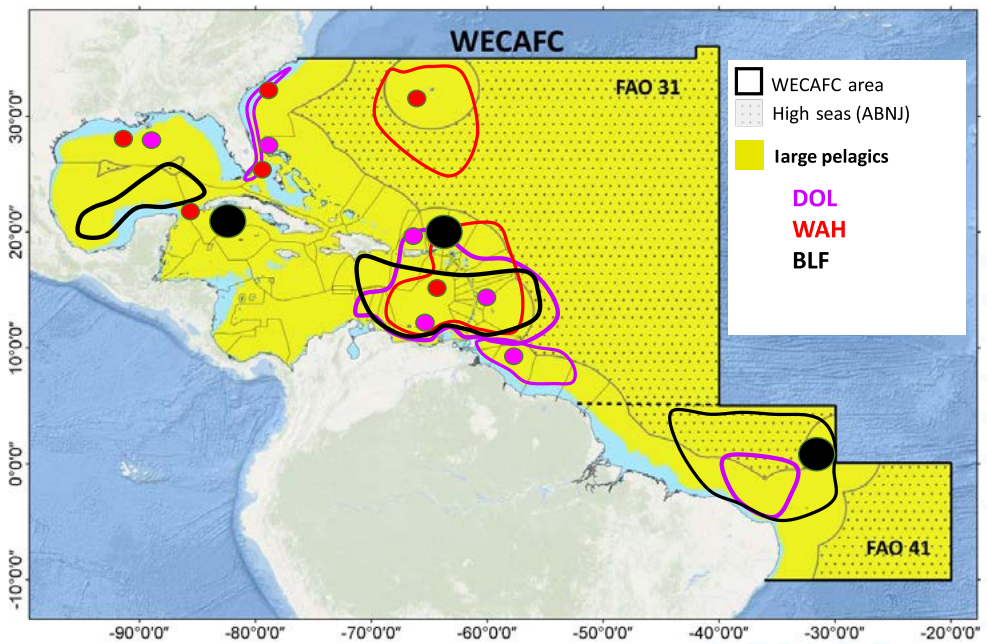 WECAFC
FAO 31
WECAFC area
High seas (ABNJ)
large pelagics
DOL
WAH
BLF
FAO 41
30°0'0"
20°0'0"
10°0'0"
0°0'0"
-10°0'0"
-90°0'0"
-80°0'0"
-70°0'0"
-60°0'0"
-50°0'0"
-40°0'0"
-30°0'0"
-20°0'0"